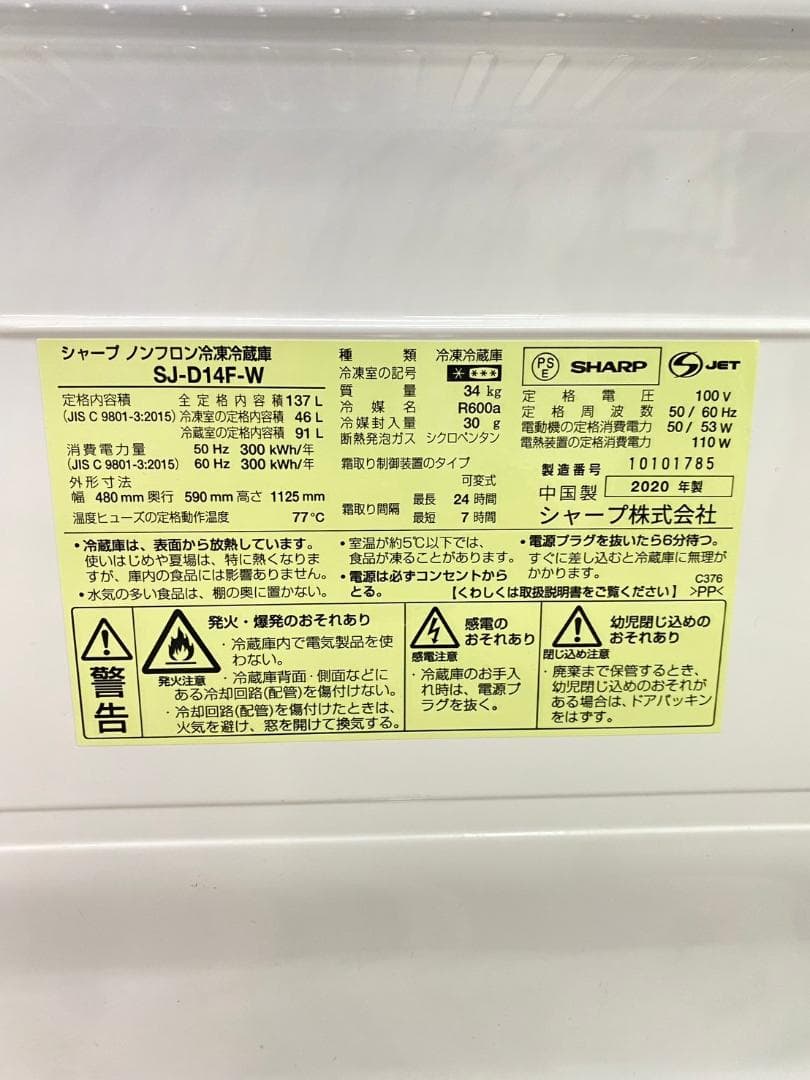 シャープ ノンフロン冷凍冷蔵庫
SJ-D14F-W
定格内容積 全定格内容積 137 L
(JIS C 9801-3:2015) 冷凍室の定格内容積 46 L
冷蔵室の定格内容積 91 L
消費電力量 50 Hz 300 kWh/年
(JIS C 9801-3:2015) 60 Hz 300 kWh/年
外形寸法
幅 480 mm 奥行 590 mm 高さ 1125 mm
温度ヒューズの定格動作温度 77℃
種類 冷凍冷蔵庫
冷凍室の記号 * ***
質量 34 kg
冷媒名 R600a
冷媒封入量 30 g
断熱発泡ガス シクロペンタン
霜取り制御装置のタイプ
可変式
霜取り間隔 最長 24 時間
最短 7 時間
PSE SHARP S JET
定格電圧 100 V
定格周波数 50 / 60 Hz
電動機の定格消費電力 50 / 53 W
電熱装置の定格消費電力 110 W
製造番号 10101785
中国製 2020 年製
シャープ株式会社
・冷蔵庫は、表面から放熱しています。
使いはじめや夏場は、特に熱くなりま
すが、庫内の食品には影響ありません。
・水気の多い食品は、棚の奥に置かない。
・室温が約5℃以下では、
食品が凍ることがあります。
・電源は必ずコンセントから
とる。
・電源プラグを抜いたら6分待つ。
すぐに差し込むと冷蔵庫に無理が
かかります。
C376
【くわしくは取扱説明書をご覧ください】 >PP<
警告
発火・爆発のおそれあり
発火注意
・冷蔵庫内で電気製品を使
わない。
・冷蔵庫背面・側面などに
ある冷却回路(配管)を傷付けない。
・冷却回路(配管)を傷付けたときは、
火気を避け、窓を開けて換気する。
感電の
おそれあり
感電注意
・冷蔵庫のお手入
れ時は、電源プ
ラグを抜く。
幼児閉じ込めの
おそれあり
閉じ込め注意
・廃棄まで保管するとき、
幼児閉じ込めのおそれが
ある場合は、ドアパッキン
をはずす。